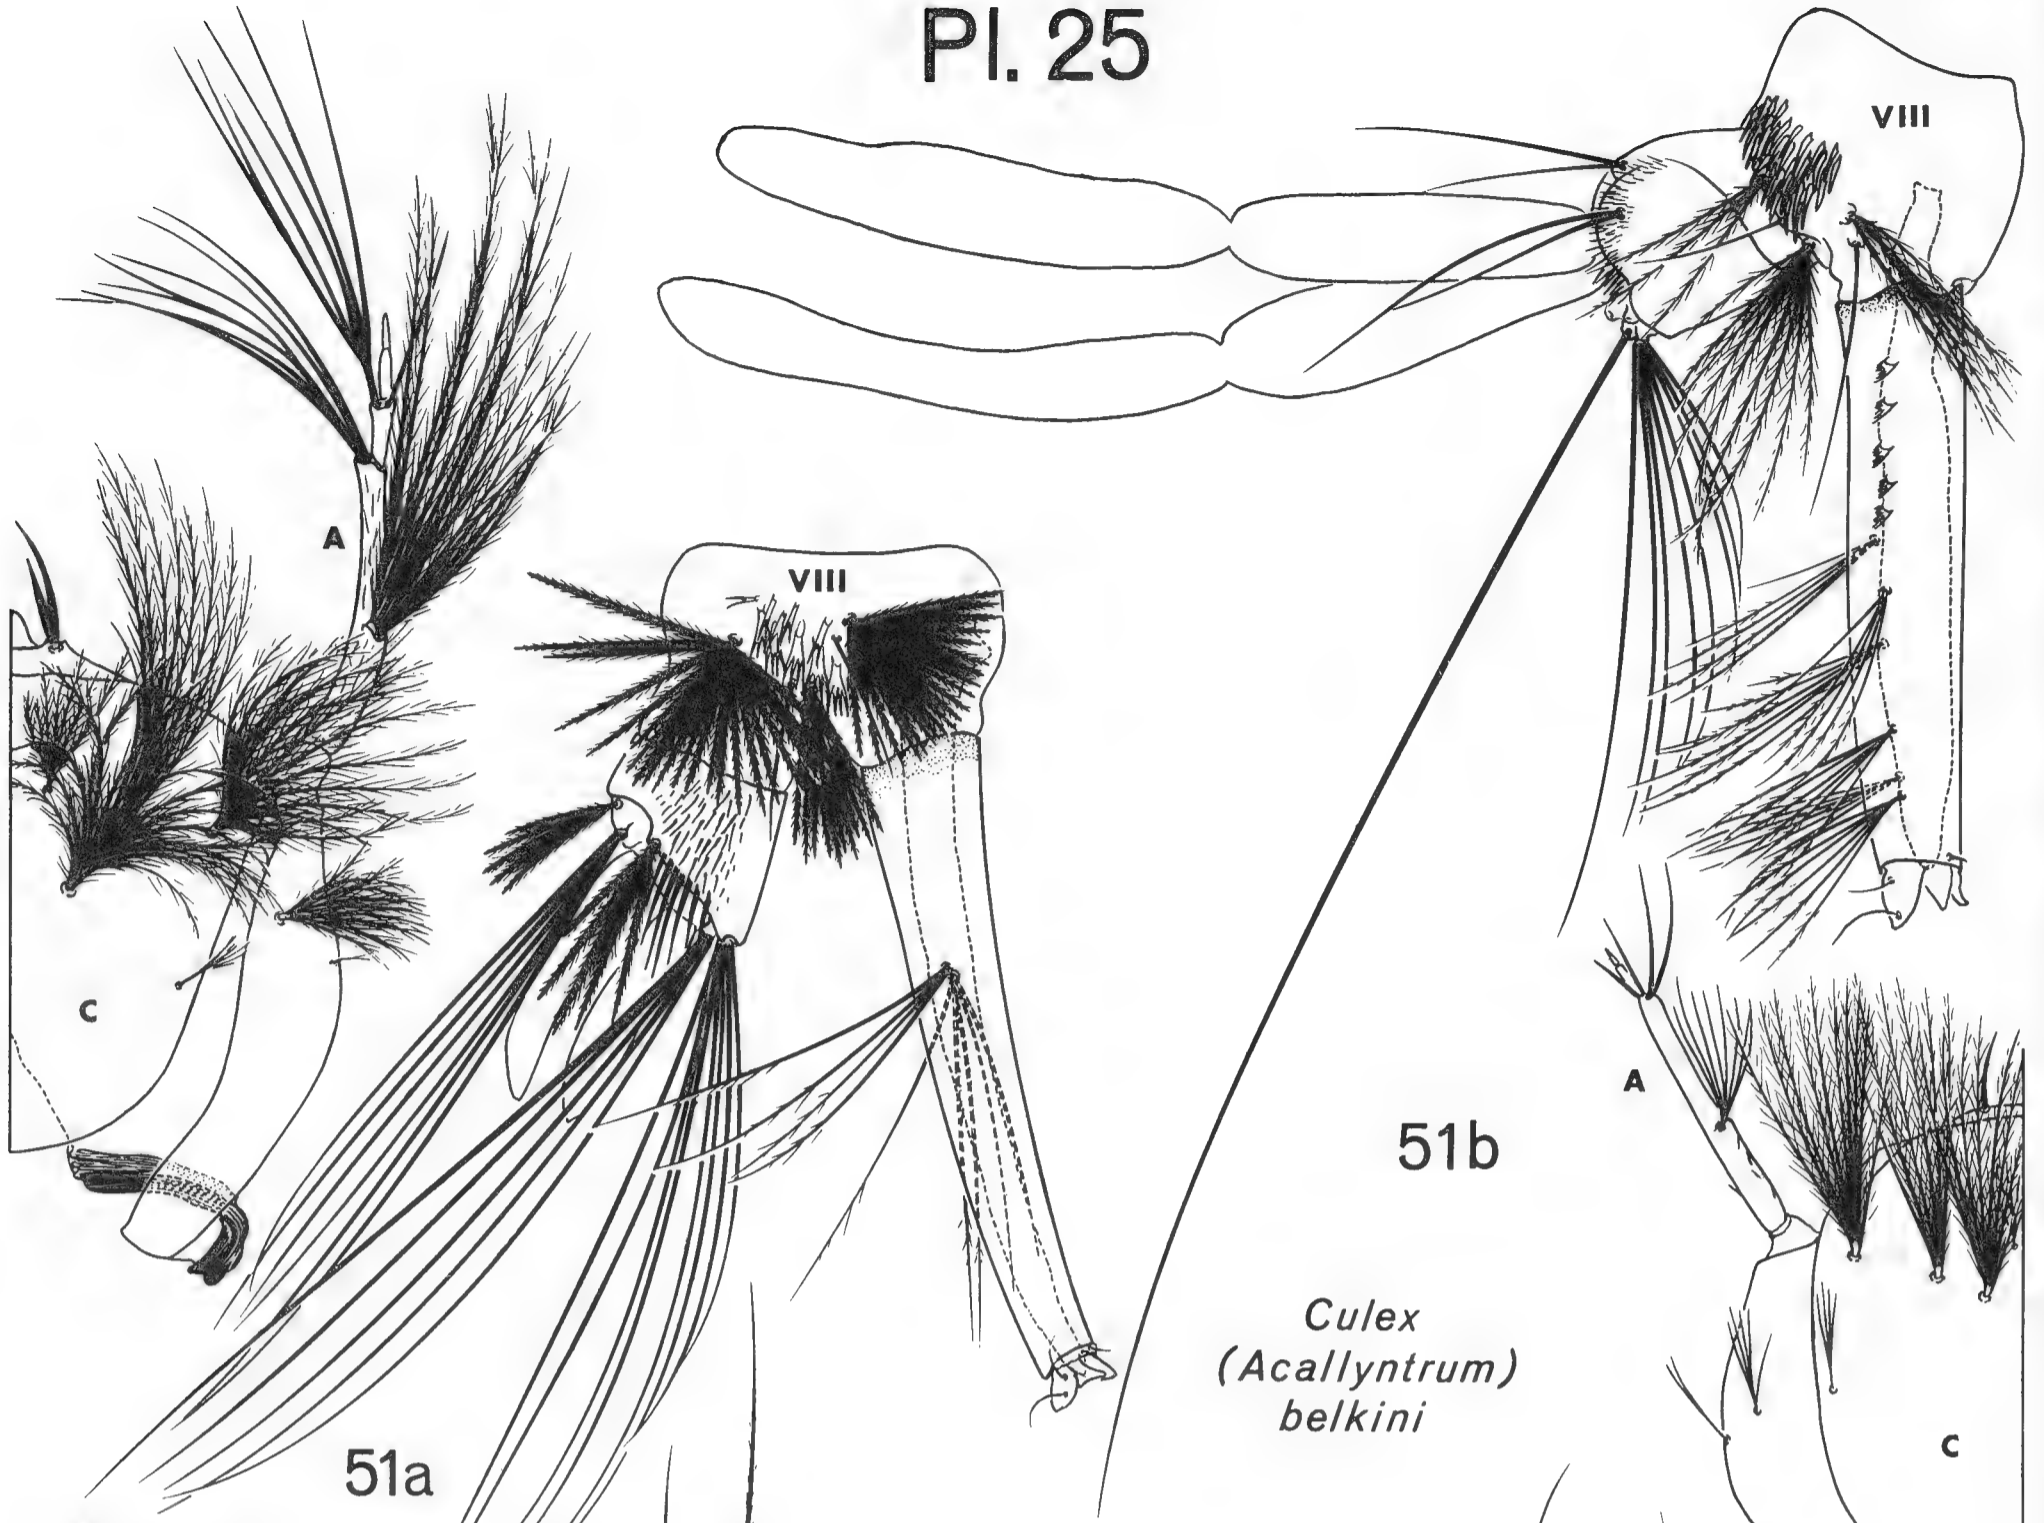 Pl. 25
VIII
A
VIII
C
A
51b
Culex
(Acallyntrum)
belkini
C
51a